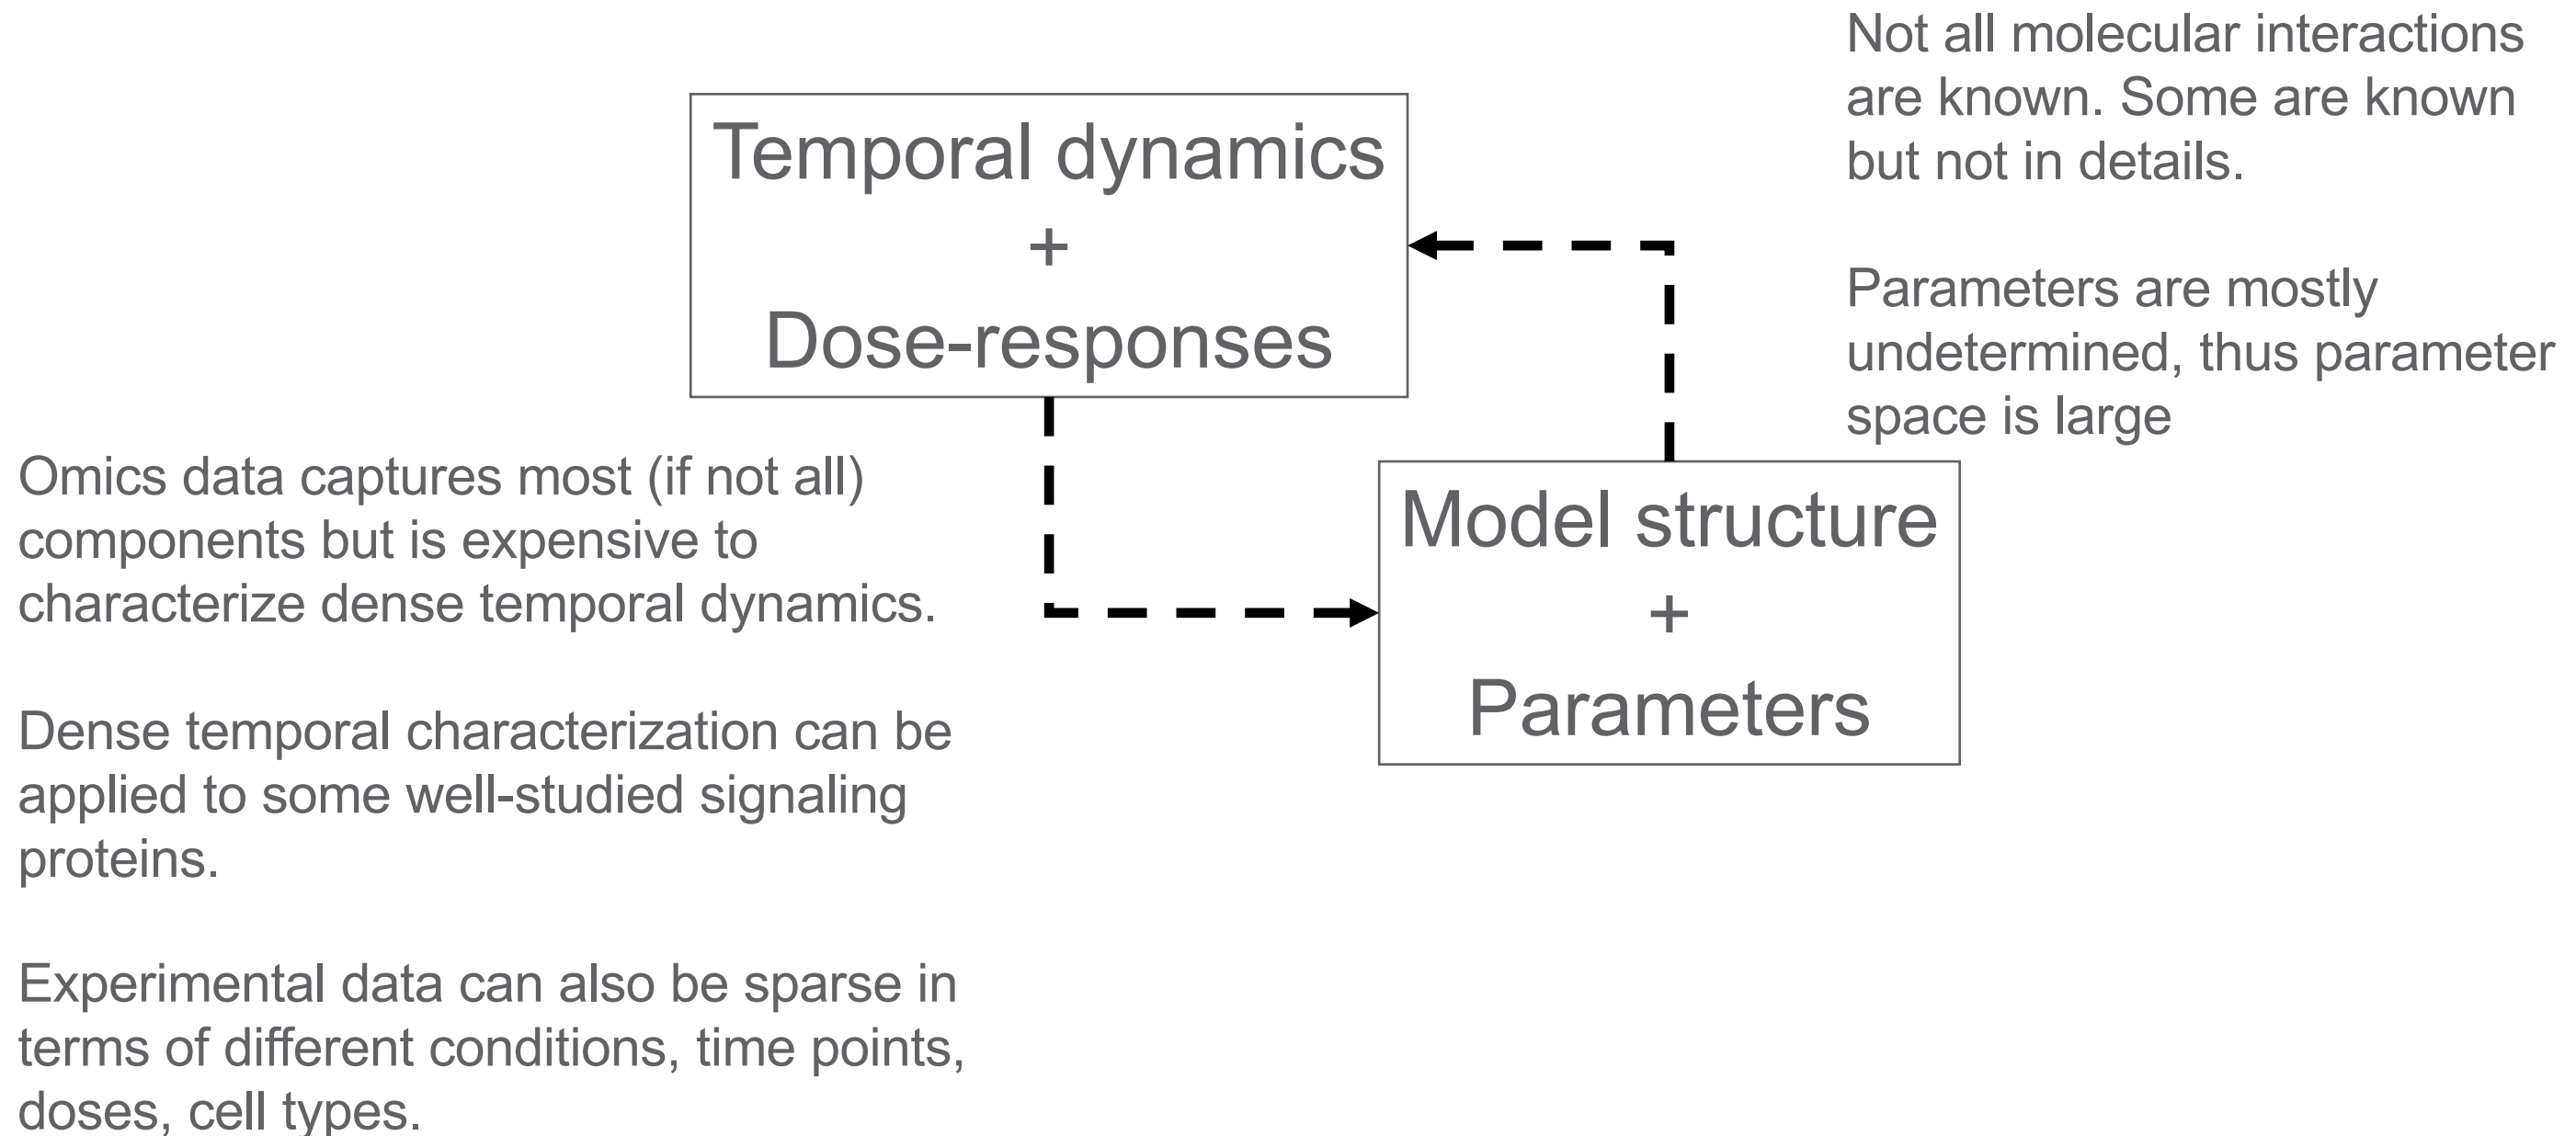 Not all molecular interactions
are known. Some are known
but not in details.
Parameters are mostly
undetermined, thus parameter
space is large
Temporal dynamics
+
Dose-responses
Model structure
+
Parameters
Omics data captures most (if not all)
components but is expensive to
characterize dense temporal dynamics.
Dense temporal characterization can be
applied to some well-studied signaling
proteins.
Experimental data can also be sparse in
terms of different conditions, time points,
doses, cell types.